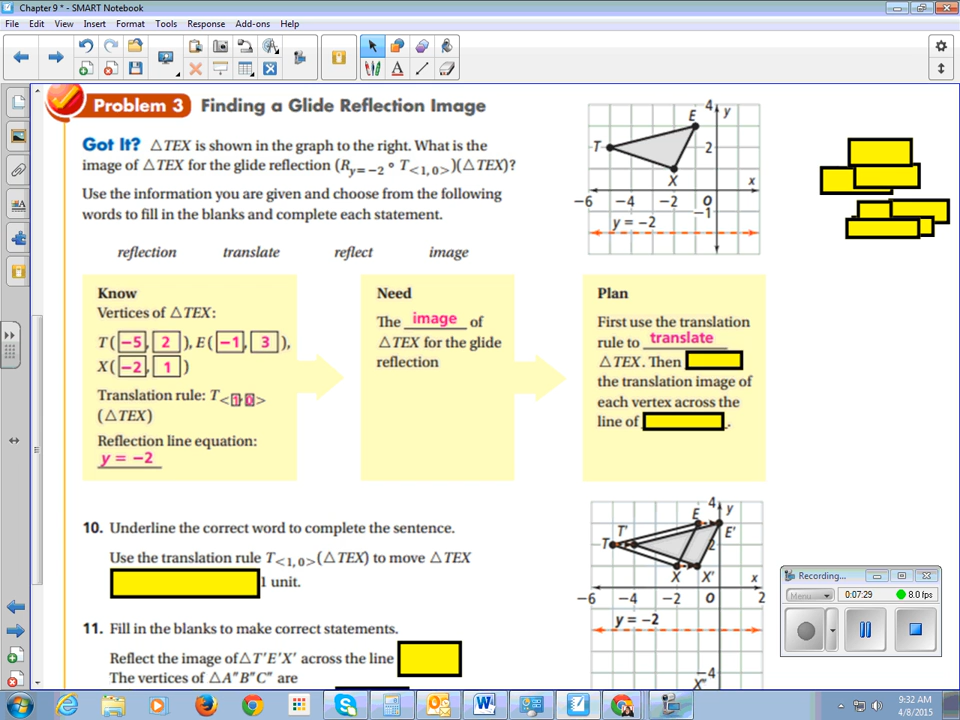 Chapter 9 * - SMART Notebook
File Edit View Insert Format Tools Response Add-ons Help
Problem 3 Finding a Glide Reflection Image
Got It? △TEX is shown in the graph to the right. What is the
image of △TEX for the glide reflection (Ry=−2 ∘ T<1, 0>)(△TEX)?
Use the information you are given and choose from the following
words to fill in the blanks and complete each statement.
reflection translate reflect image
4 y
E
T
2
X
x
−6 −4 −2 O
−1
y = −2
Know
Vertices of △TEX:
T( −5, 2 ), E( −1, 3 ),
X( −2, 1 )
Translation rule: T<1, 0>
(△TEX)
Reflection line equation:
y = −2
Need
The image of
△TEX for the glide
reflection
Plan
First use the translation
rule to translate
△TEX. Then
the translation image of
each vertex across the
line of .
10. Underline the correct word to complete the sentence.
Use the translation rule T<1, 0>(△TEX) to move △TEX
1 unit.
11. Fill in the blanks to make correct statements.
Reflect the image of △T′E′X′ across the line
The vertices of △A″B″C″ are
4 y
E
T′ E′
T
2
X X′
x
−6 −4 −2 O 2
y = −2
−4
X″
Recording...
Menu
0:07:29 8.0 fps
9:32 AM
4/8/2015